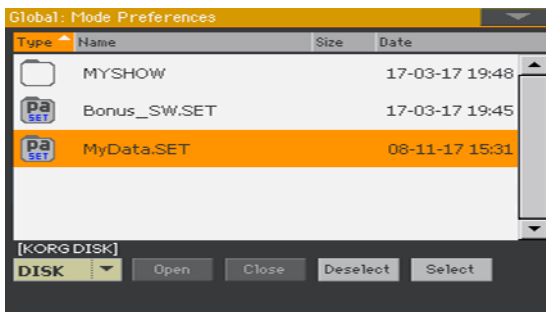 Global: Mode Preferences
Type Name Size Date
MYSHOW 17-03-17 19:48
Pa SET Bonus_SW.SET 17-03-17 19:45
Pa SET MyData.SET 08-11-17 15:31
[KORG DISK]
DISK Open Close Deselect Select